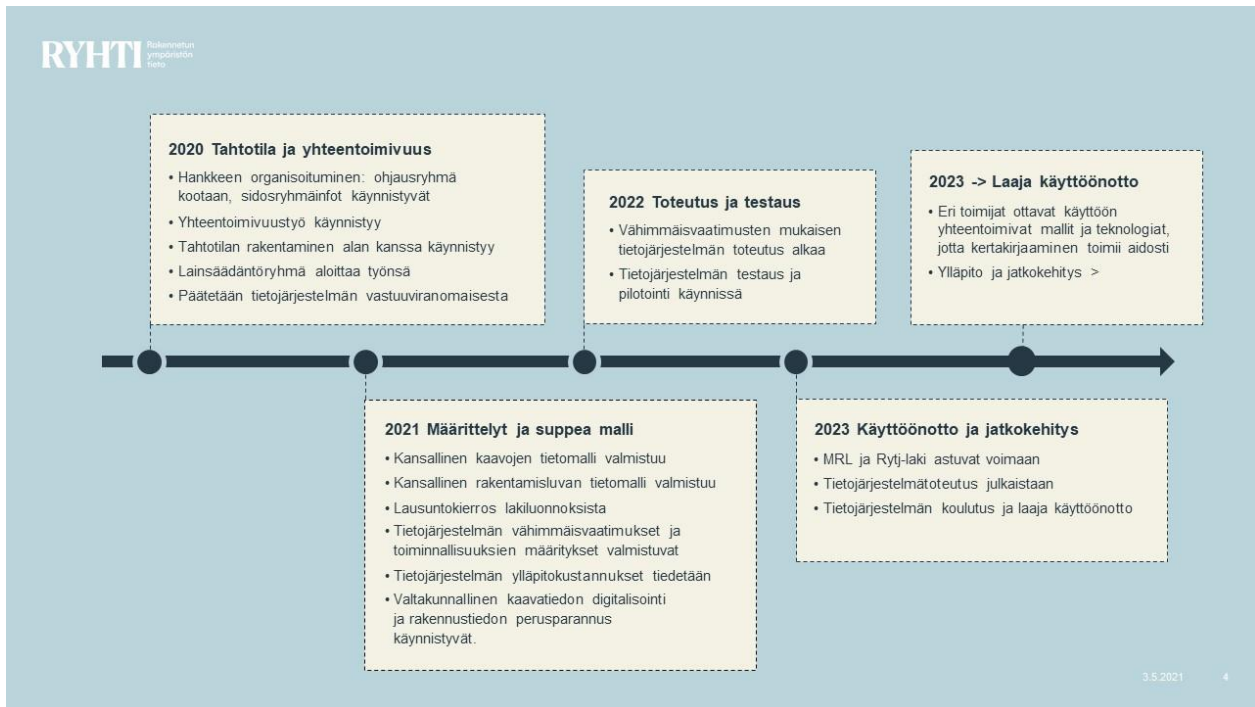 RYHTI
Rakennetun
ympäristön
tieto
2020 Tahtotila ja yhteentoimivuus
• Hankkeen organisoituminen: ohjausryhmä
kootaan, sidosryhmäinfot käynnistyvät
• Yhteentoimivuustyö käynnistyy
• Tahtotilan rakentaminen alan kanssa käynnistyy
• Lainsäädäntöryhmä aloittaa työnsä
• Päätetään tietojärjestelmän vastuuviranomaisesta
2021 Määrittelyt ja suppea malli
• Kansallinen kaavojen tietomalli valmistuu
• Kansallinen rakentamisluvan tietomalli valmistuu
• Lausuntokierros lakiluonnoksista
• Tietojärjestelmän vähimmäisvaatimukset ja
toiminnallisuuksien määritykset valmistuvat
• Tietojärjestelmän ylläpitokustannukset tiedetään
• Valtakunnallinen kaavatiedon digitalisointi
ja rakennustiedon perusparannus
käynnistyvät.
2022 Toteutus ja testaus
• Vähimmäisvaatimusten mukaisen
tietojärjestelmän toteutus alkaa
• Tietojärjestelmän testaus ja
pilotointi käynnissä
2023 Käyttöönotto ja jatkokehitys
• MRL ja Rytj-laki astuvat voimaan
• Tietojärjestelmätoteutus julkaistaan
• Tietojärjestelmän koulutus ja laaja käyttöönotto
2023 -> Laaja käyttöönotto
• Eri toimijat ottavat käyttöön
yhteentoimivat mallit ja teknologiat,
jotta kertakirjaaminen toimii aidosti
• Ylläpito ja jatkokehitys >
3.5.2021 4